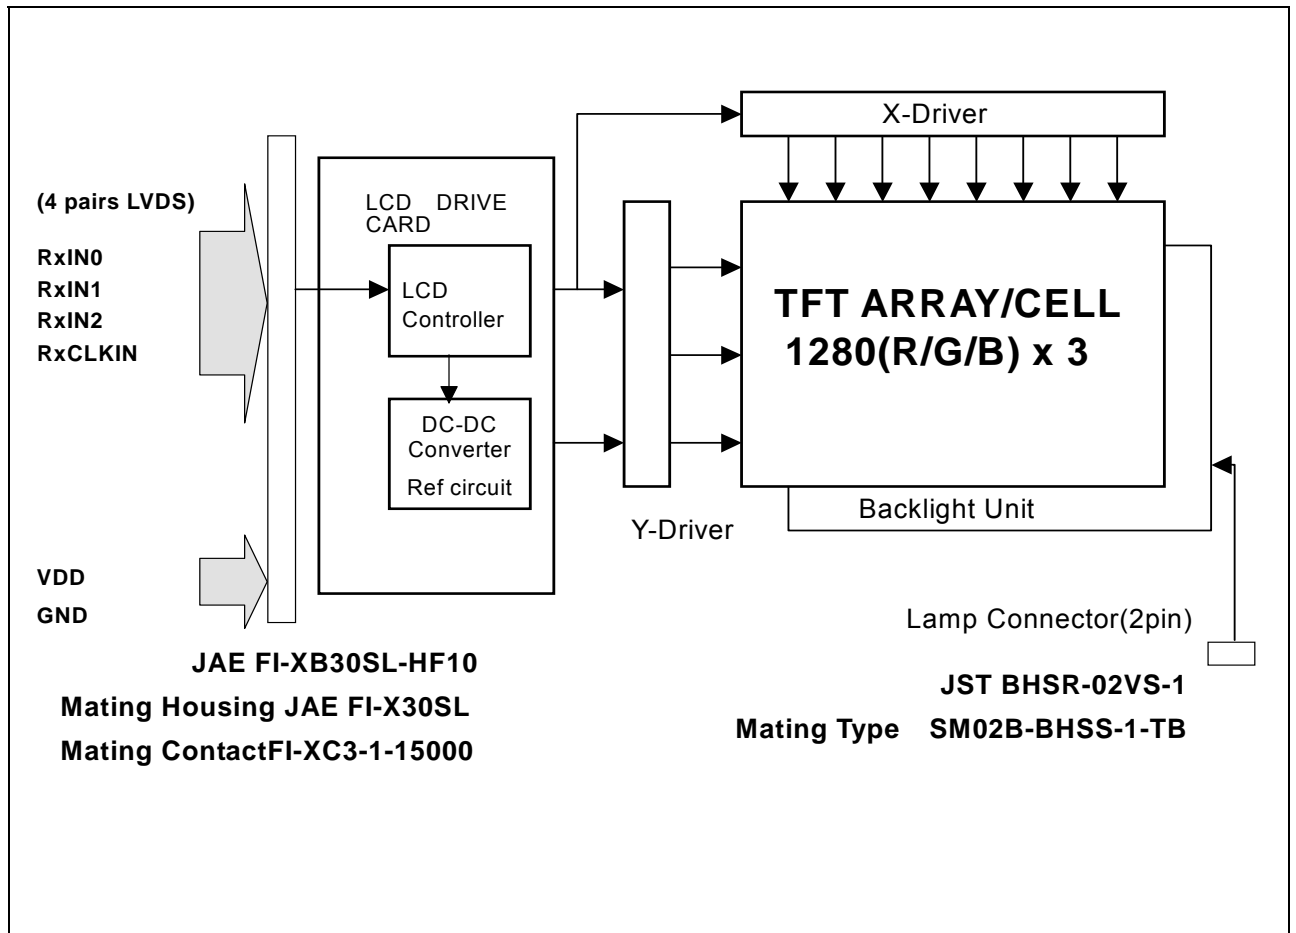 X-Driver
(4 pairs LVDS)
RxIN0
RxIN1
RxIN2
RxCLKIN
LCD DRIVE
CARD
LCD
Controller
DC-DC
Converter
Ref circuit
TFT ARRAY/CELL
1280(R/G/B) x 3
Y-Driver
Backlight Unit
VDD
GND
Lamp Connector(2pin)
JAE FI-XB30SL-HF10
Mating Housing JAE FI-X30SL
Mating ContactFI-XC3-1-15000
JST BHSR-02VS-1
Mating Type SM02B-BHSS-1-TB